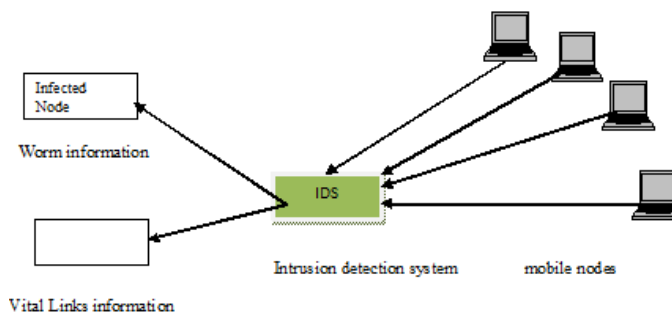 Infected
Node
Worm information
IDS
Intrusion detection system
mobile nodes
Vital Links information